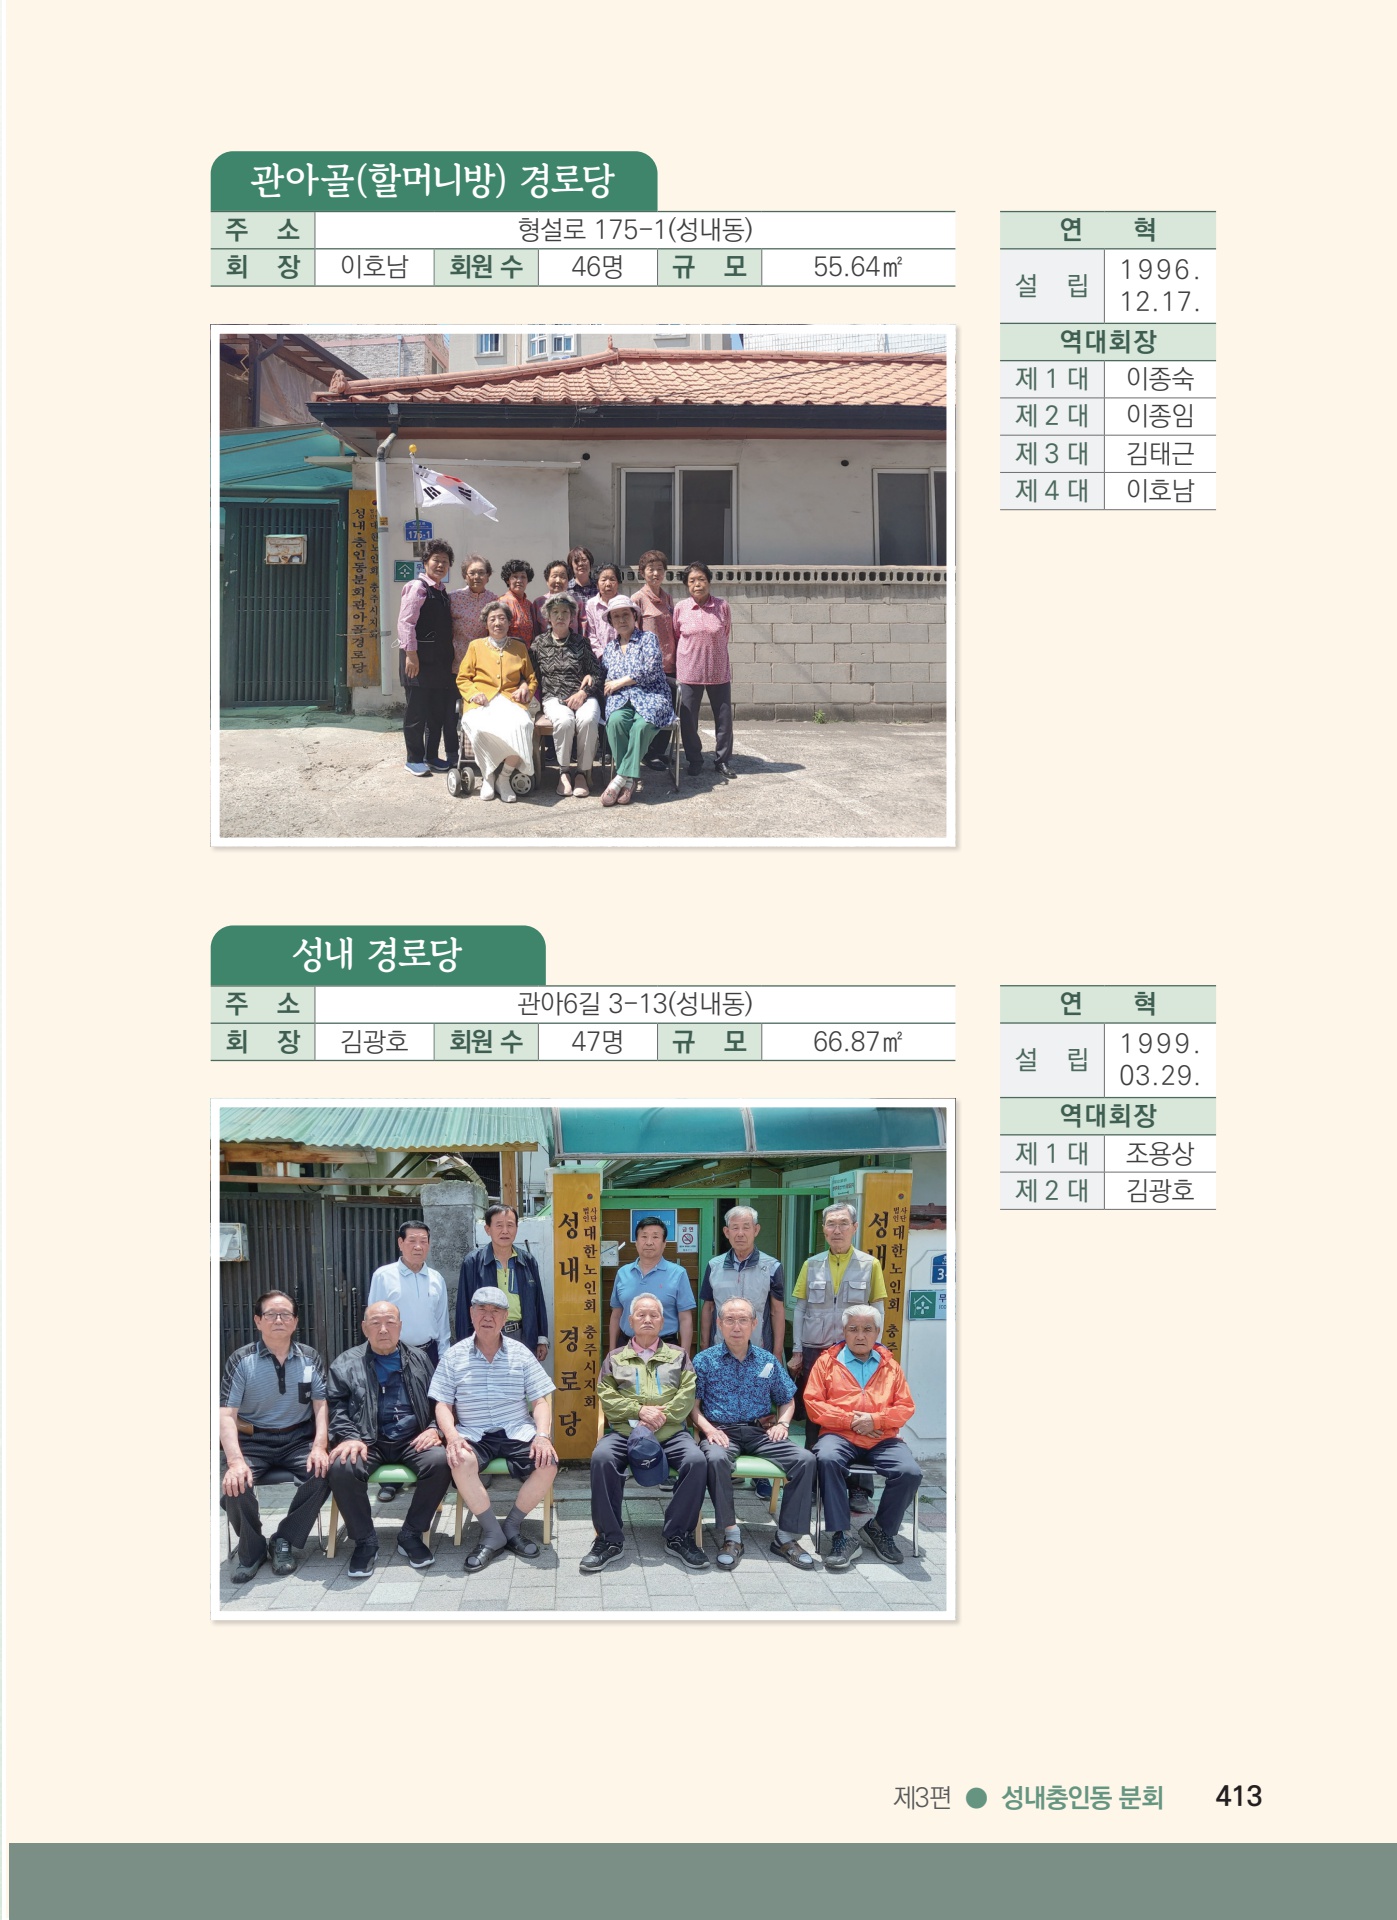 관아골(할머니방) 경로당
주 소 형설로 175-1(성내동)
회 장 이호남 회원 수 46명 규 모 55.64㎡
연 혁
설 립 1996. 12.17.
역대회장
제 1 대 이종숙
제 2 대 이종임
제 3 대 김태근
제 4 대 이호남
175-1
대한노인회 충주시지회
성내·충인동분회관아골경로당
성내 경로당
주 소 관아6길 3-13(성내동)
회 장 김광호 회원 수 47명 규 모 66.87㎡
연 혁
설 립 1999. 03.29.
역대회장
제 1 대 조용상
제 2 대 김광호
사단법인 대한노인회 충주시지회
성내경로당
금연
사단법인 대한노인회 충주
성내
3-
무
제3편 ● 성내충인동 분회 413